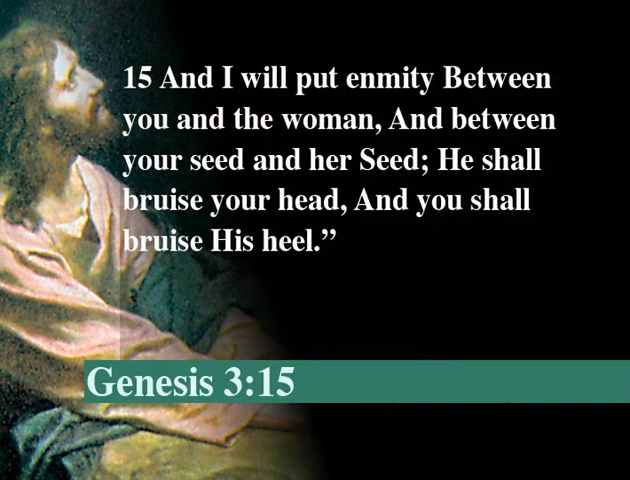 15 And I will put enmity Between
you and the woman, And between
your seed and her Seed; He shall
bruise your head, And you shall
bruise His heel.”
Genesis 3:15